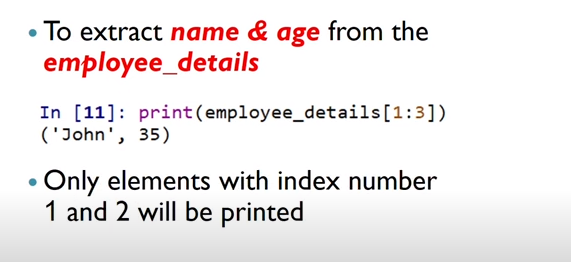 • To extract name & age from the
employee_details
In [11]: print(employee_details[1:3])
('John', 35)
• Only elements with index number
1 and 2 will be printed